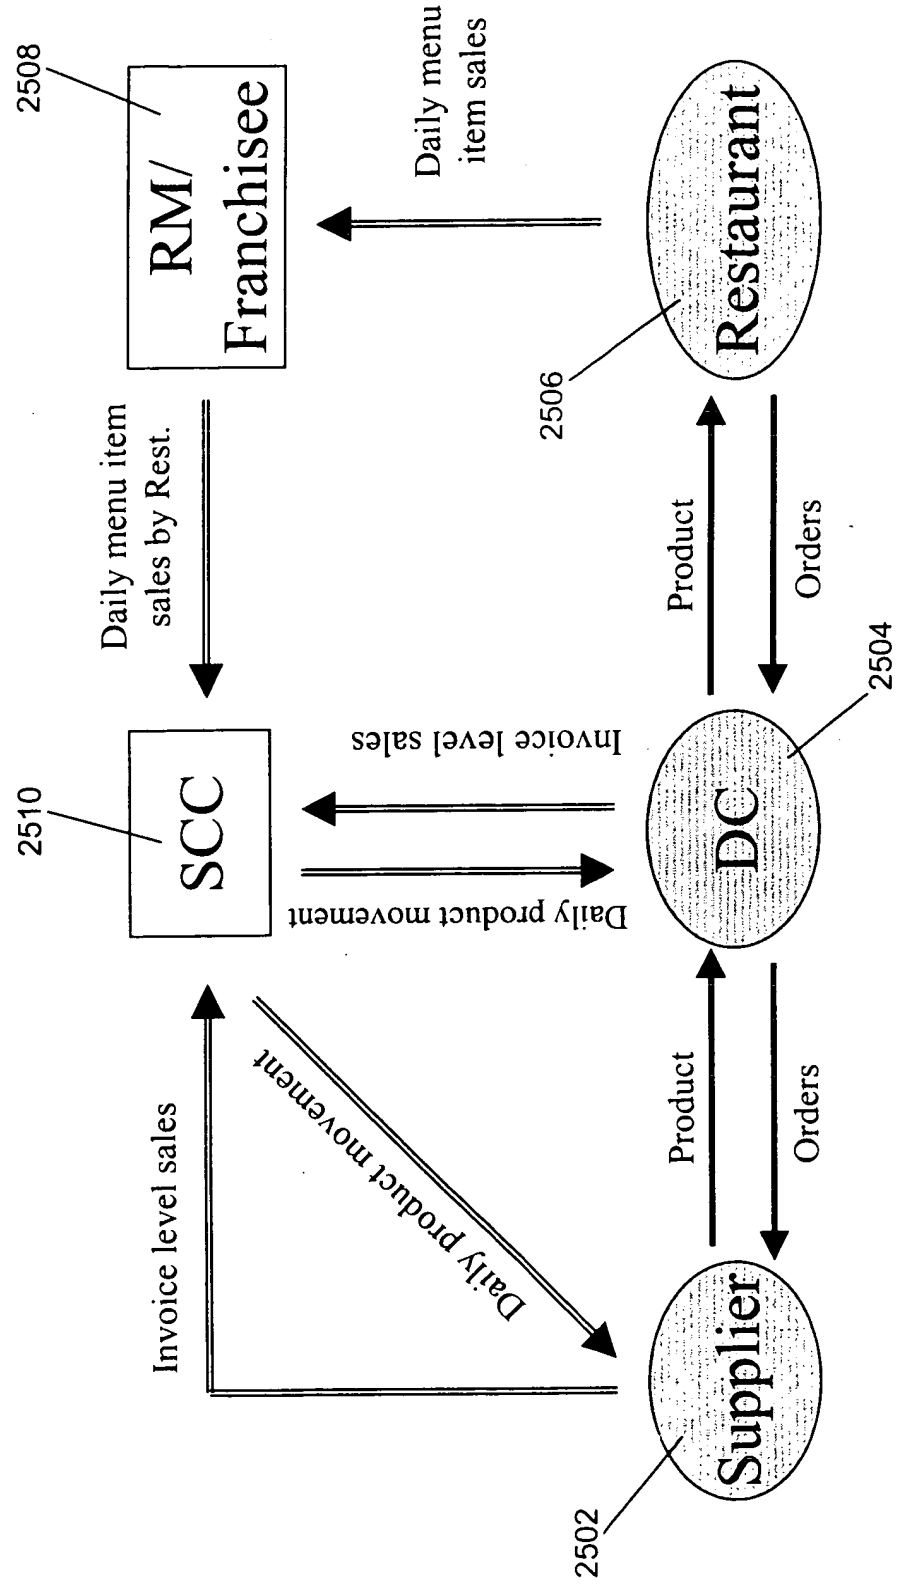 2510
SCC
2508
RM/
Franchisee
Invoice level sales
Daily menu item
sales by Rest.
Daily product movement
Daily product movement
Invoice level sales
Daily menu
item sales
2502
Supplier
Product
Orders
DC
2504
Product
Orders
2506
Restaurant